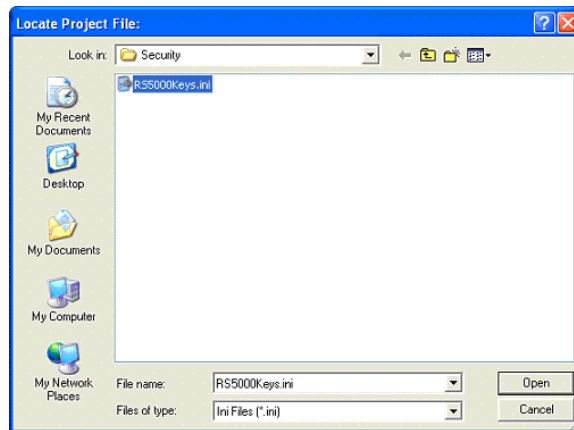 Locate Project File:
Look in: Security
RS5000Keys.ini
My Recent
Documents
Desktop
My Documents
My Computer
My Network
Places
File name: RS5000Keys.ini Open
Files of type: Ini Files (*.ini) Cancel